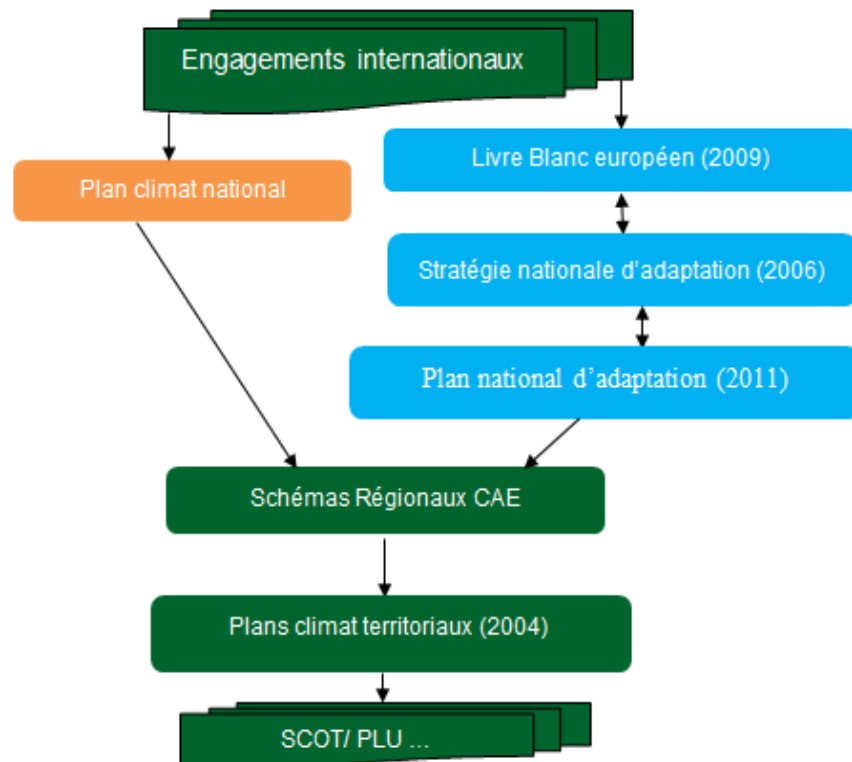 Engagements internationaux
Livre Blanc européen (2009)
Plan climat national
Stratégie nationale d'adaptation (2006)
Plan national d'adaptation (2011)
Schémas Régionaux CAE
Plans climat territoriaux (2004)
SCOT/ PLU ...